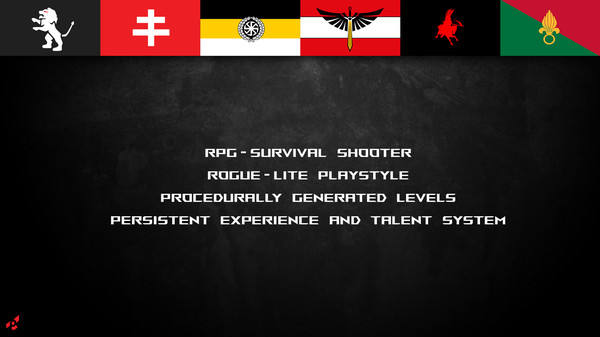 RPG - SURVIVAL SHOOTER
ROGUE - LITE PLAYSTYLE
PROCEDURALLY GENERATED LEVELS
PERSISTENT EXPERIENCE AND TALENT SYSTEM